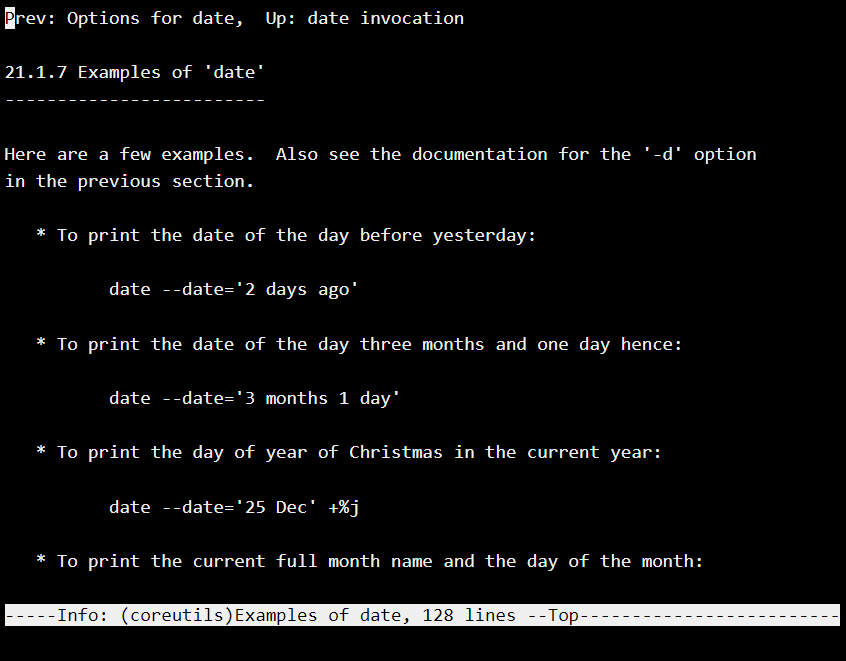 Prev: Options for date,  Up: date invocation
21.1.7 Examples of 'date'
-------------------------
Here are a few examples.  Also see the documentation for the '-d' option
in the previous section.
   * To print the date of the day before yesterday:
          date --date='2 days ago'
   * To print the date of the day three months and one day hence:
          date --date='3 months 1 day'
   * To print the day of year of Christmas in the current year:
          date --date='25 Dec' +%j
   * To print the current full month name and the day of the month:
-----Info: (coreutils)Examples of date, 128 lines --Top-------------------------